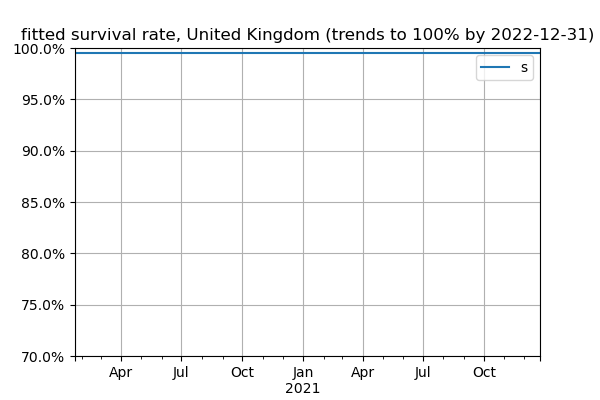 fitted survival rate, United Kingdom (trends to 100% by 2022-12-31)
100.0%
s
95.0%
90.0%
85.0%
80.0%
75.0%
70.0%
Apr Jul Oct Jan Apr Jul Oct
2021